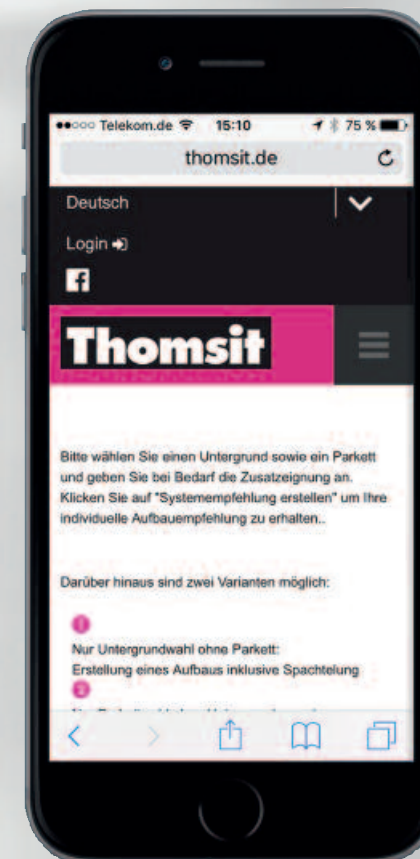 Telekom.de 15:10 75 %
thomsit.de
Deutsch
Login
Thomsit
Bitte wählen Sie einen Untergrund sowie ein Parkett
und geben Sie bei Bedarf die Zusatzeignung an.
Klicken Sie auf "Systemempfehlung erstellen" um Ihre
individuelle Aufbauempfehlung zu erhalten..
Darüber hinaus sind zwei Varianten möglich:
1
Nur Untergrundwahl ohne Parkett:
Erstellung eines Aufbaus inklusive Spachtelung
2